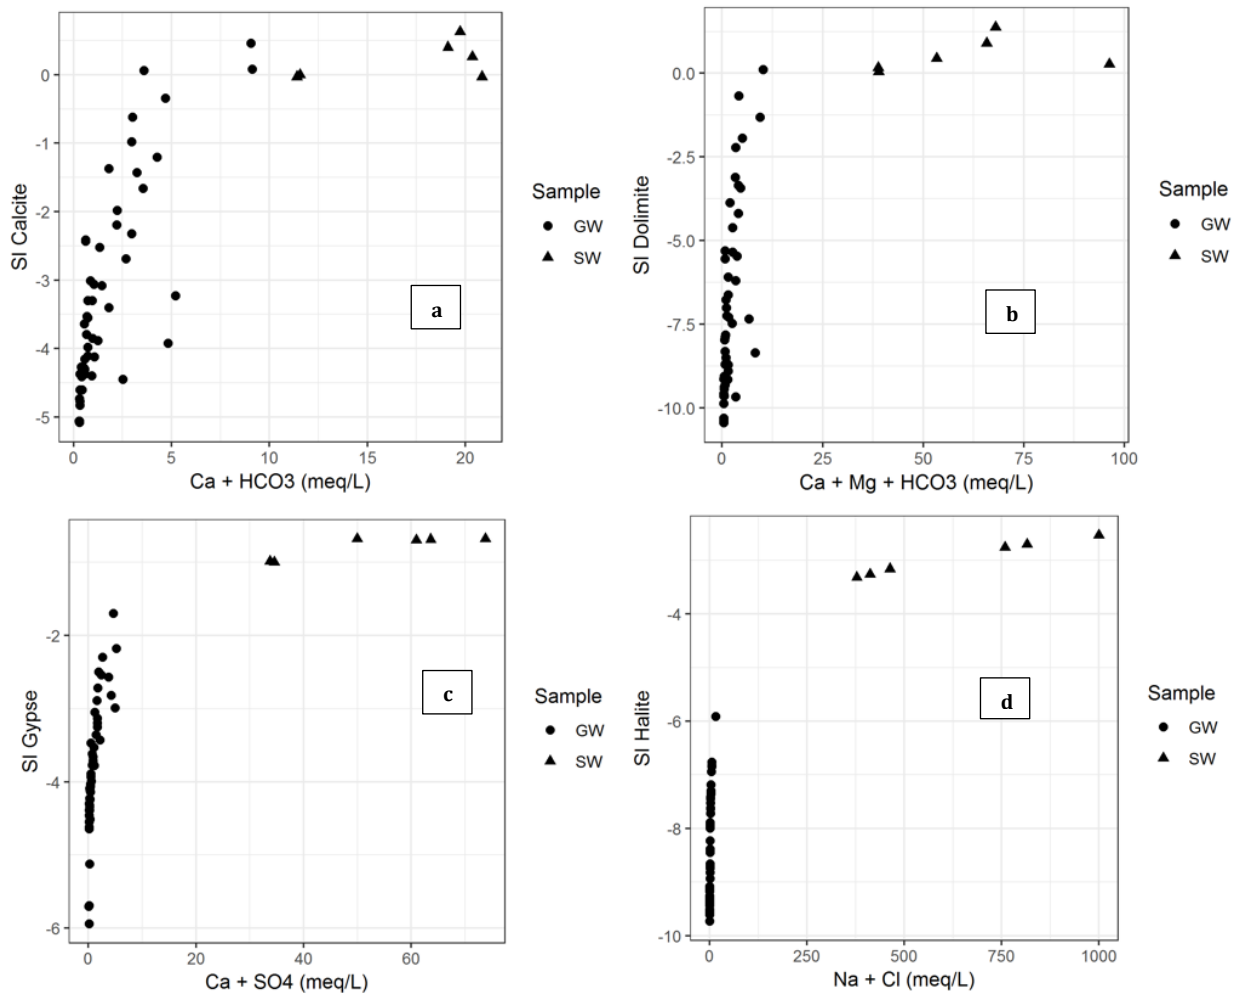 0
-1
-2
-3
-4
-5
SI Calcite
0
5
10
15
20
Ca + HCO3 (meq/L)
a
Sample
GW
SW
0.0
-2.5
-5.0
-7.5
-10.0
SI Dolimite
0
25
50
75
100
Ca + Mg + HCO3 (meq/L)
b
Sample
GW
SW
-2
-4
-6
SI Gypse
0
20
40
60
Ca + SO4 (meq/L)
c
Sample
GW
SW
-4
-6
-8
-10
SI Halite
0
250
500
750
1000
Na + Cl (meq/L)
d
Sample
GW
SW